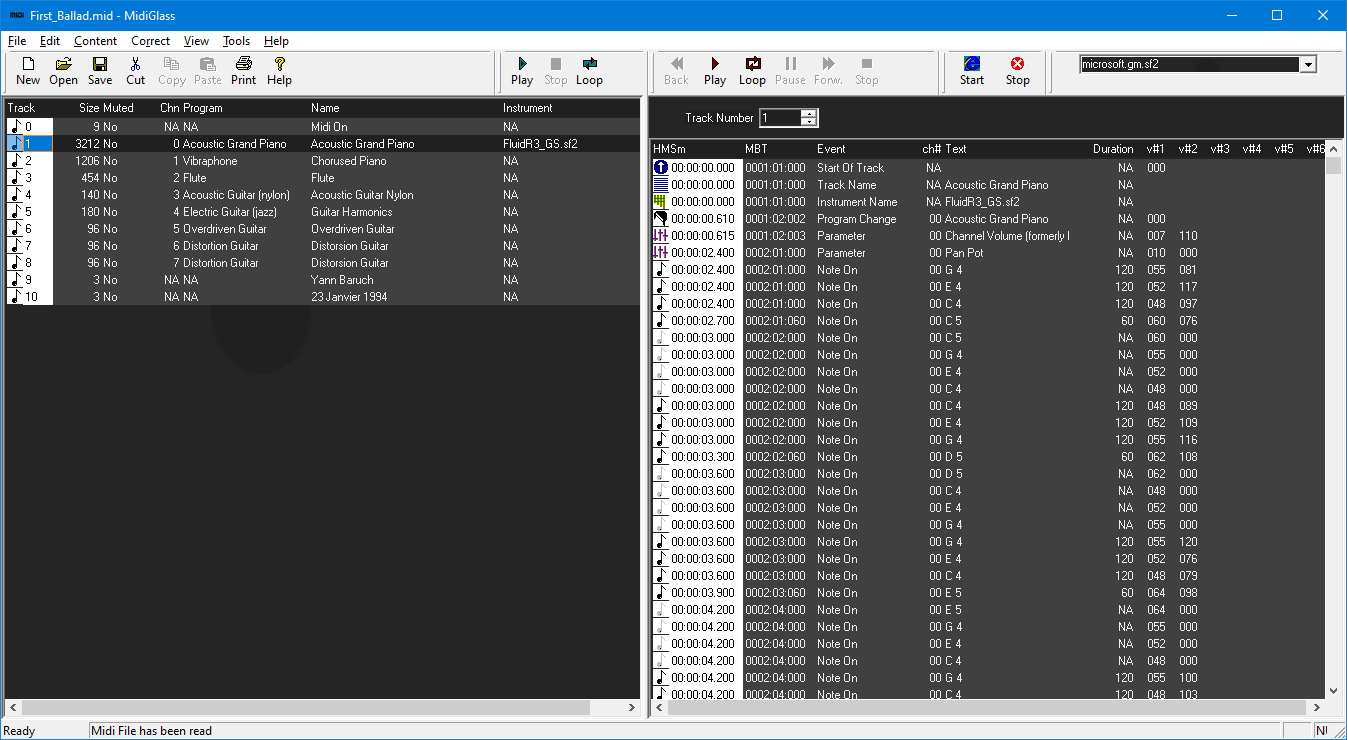 First_Ballad.mid - MidiGlass
File Edit Content Correct View Tools Help
New Open Save Cut Copy Paste Print Help Play Stop Loop Back Play Loop Pause Forw. Stop Start Stop microsoft.gm.sf2
Track Size Muted Chn Program Name Instrument
0 9 No NA NA Midi On NA
1 3212 No 0 Acoustic Grand Piano Acoustic Grand Piano FluidR3_GS.sf2
2 1206 No 1 Vibraphone Chorused Piano NA
3 454 No 2 Flute Flute NA
4 140 No 3 Acoustic Guitar (nylon) Acoustic Guitar Nylon NA
5 180 No 4 Electric Guitar (jazz) Guitar Harmonics NA
6 96 No 5 Overdriven Guitar Overdriven Guitar NA
7 96 No 6 Distortion Guitar Distorsion Guitar NA
8 96 No 7 Distortion Guitar Distorsion Guitar NA
9 3 No NA NA Yann Baruch NA
10 3 No NA NA 23 Janvier 1994 NA
Track Number 1
HMSm MBT Event ch# Text Duration v#1 v#2 v#3 v#4 v#5 v#6
00:00:00.000 0001:01:000 Start Of Track NA NA 000
00:00:00.000 0001:01:000 Track Name NA Acoustic Grand Piano NA
00:00:00.000 0001:01:000 Instrument Name NA FluidR3_GS.sf2 NA
00:00:00.610 0001:02:002 Program Change 00 Acoustic Grand Piano NA 000
00:00:00.615 0001:02:003 Parameter 00 Channel Volume (formerly NA 007 110
00:00:02.400 0002:01:000 Parameter 00 Pan Pot NA 010 000
00:00:02.400 0002:01:000 Note On 00 G 4 120 055 081
00:00:02.400 0002:01:000 Note On 00 E 4 120 052 117
00:00:02.400 0002:01:000 Note On 00 C 4 120 048 097
00:00:02.700 0002:01:060 Note On 00 C 5 60 060 076
00:00:03.000 0002:02:000 Note On 00 C 5 NA 060 000
00:00:03.000 0002:02:000 Note On 00 G 4 NA 055 000
00:00:03.000 0002:02:000 Note On 00 E 4 NA 052 000
00:00:03.000 0002:02:000 Note On 00 C 4 NA 048 000
00:00:03.000 0002:02:000 Note On 00 C 4 120 048 089
00:00:03.000 0002:02:000 Note On 00 E 4 120 052 109
00:00:03.000 0002:02:000 Note On 00 G 4 120 055 116
00:00:03.300 0002:02:060 Note On 00 D 5 60 062 108
00:00:03.600 0002:03:000 Note On 00 D 5 NA 062 000
00:00:03.600 0002:03:000 Note On 00 C 4 NA 048 000
00:00:03.600 0002:03:000 Note On 00 E 4 NA 052 000
00:00:03.600 0002:03:000 Note On 00 G 4 NA 055 000
00:00:03.600 0002:03:000 Note On 00 G 4 120 055 120
00:00:03.600 0002:03:000 Note On 00 E 4 120 052 076
00:00:03.600 0002:03:000 Note On 00 C 4 120 048 079
00:00:03.900 0002:03:060 Note On 00 E 5 60 064 098
00:00:04.200 0002:04:000 Note On 00 E 5 NA 064 000
00:00:04.200 0002:04:000 Note On 00 G 4 NA 055 000
00:00:04.200 0002:04:000 Note On 00 E 4 NA 052 000
00:00:04.200 0002:04:000 Note On 00 C 4 NA 048 000
00:00:04.200 0002:04:000 Note On 00 G 4 120 055 100
00:00:04.200 0002:04:000 Note On 00 C 4 120 048 103
Ready Midi File has been read